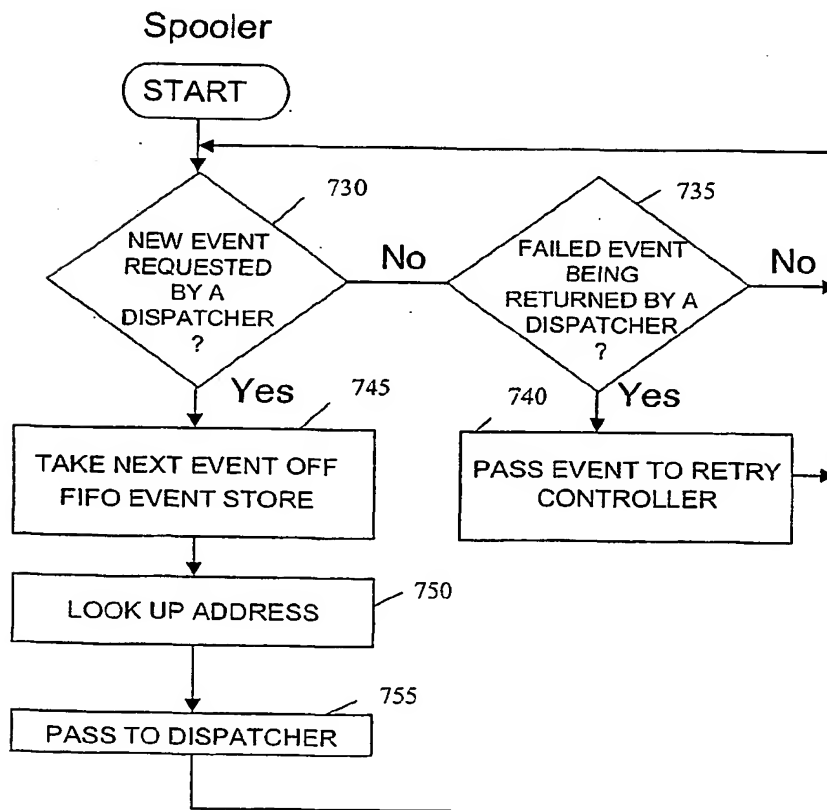 Spooler
START
730
735
NEW EVENT
REQUESTED
BY A
DISPATCHER
?
No
FAILED EVENT
BEING
RETURNED BY A
DISPATCHER
?
No
Yes
745
740
Yes
TAKE NEXT EVENT OFF
FIFO EVENT STORE
PASS EVENT TO RETRY
CONTROLLER
LOOK UP ADDRESS
750
755
PASS TO DISPATCHER